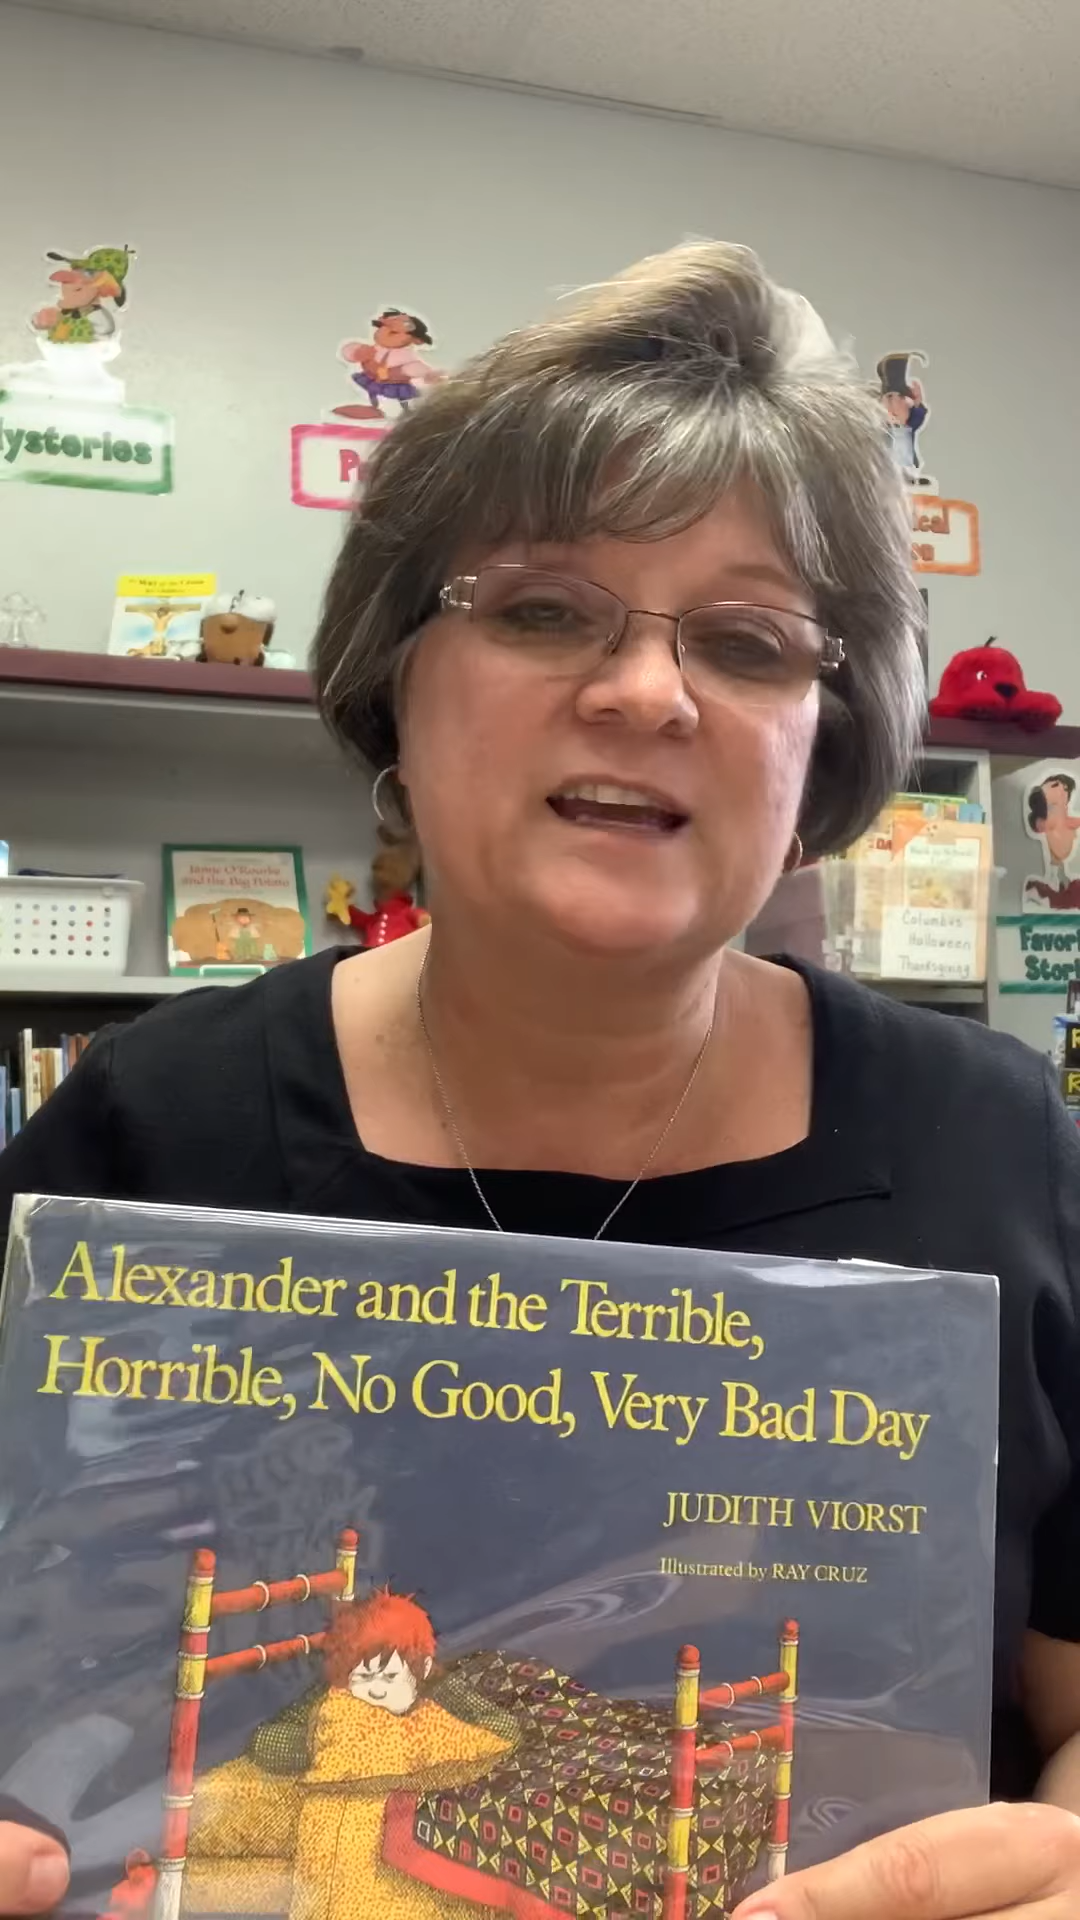 Mysteries
Jamie O'Rourke
and the Big Potato
Columbus
Halloween
Thanksgiving
Alexander and the Terrible,
Horrible, No Good, Very Bad Day
JUDITH VIORST
Illustrated by RAY CRUZ